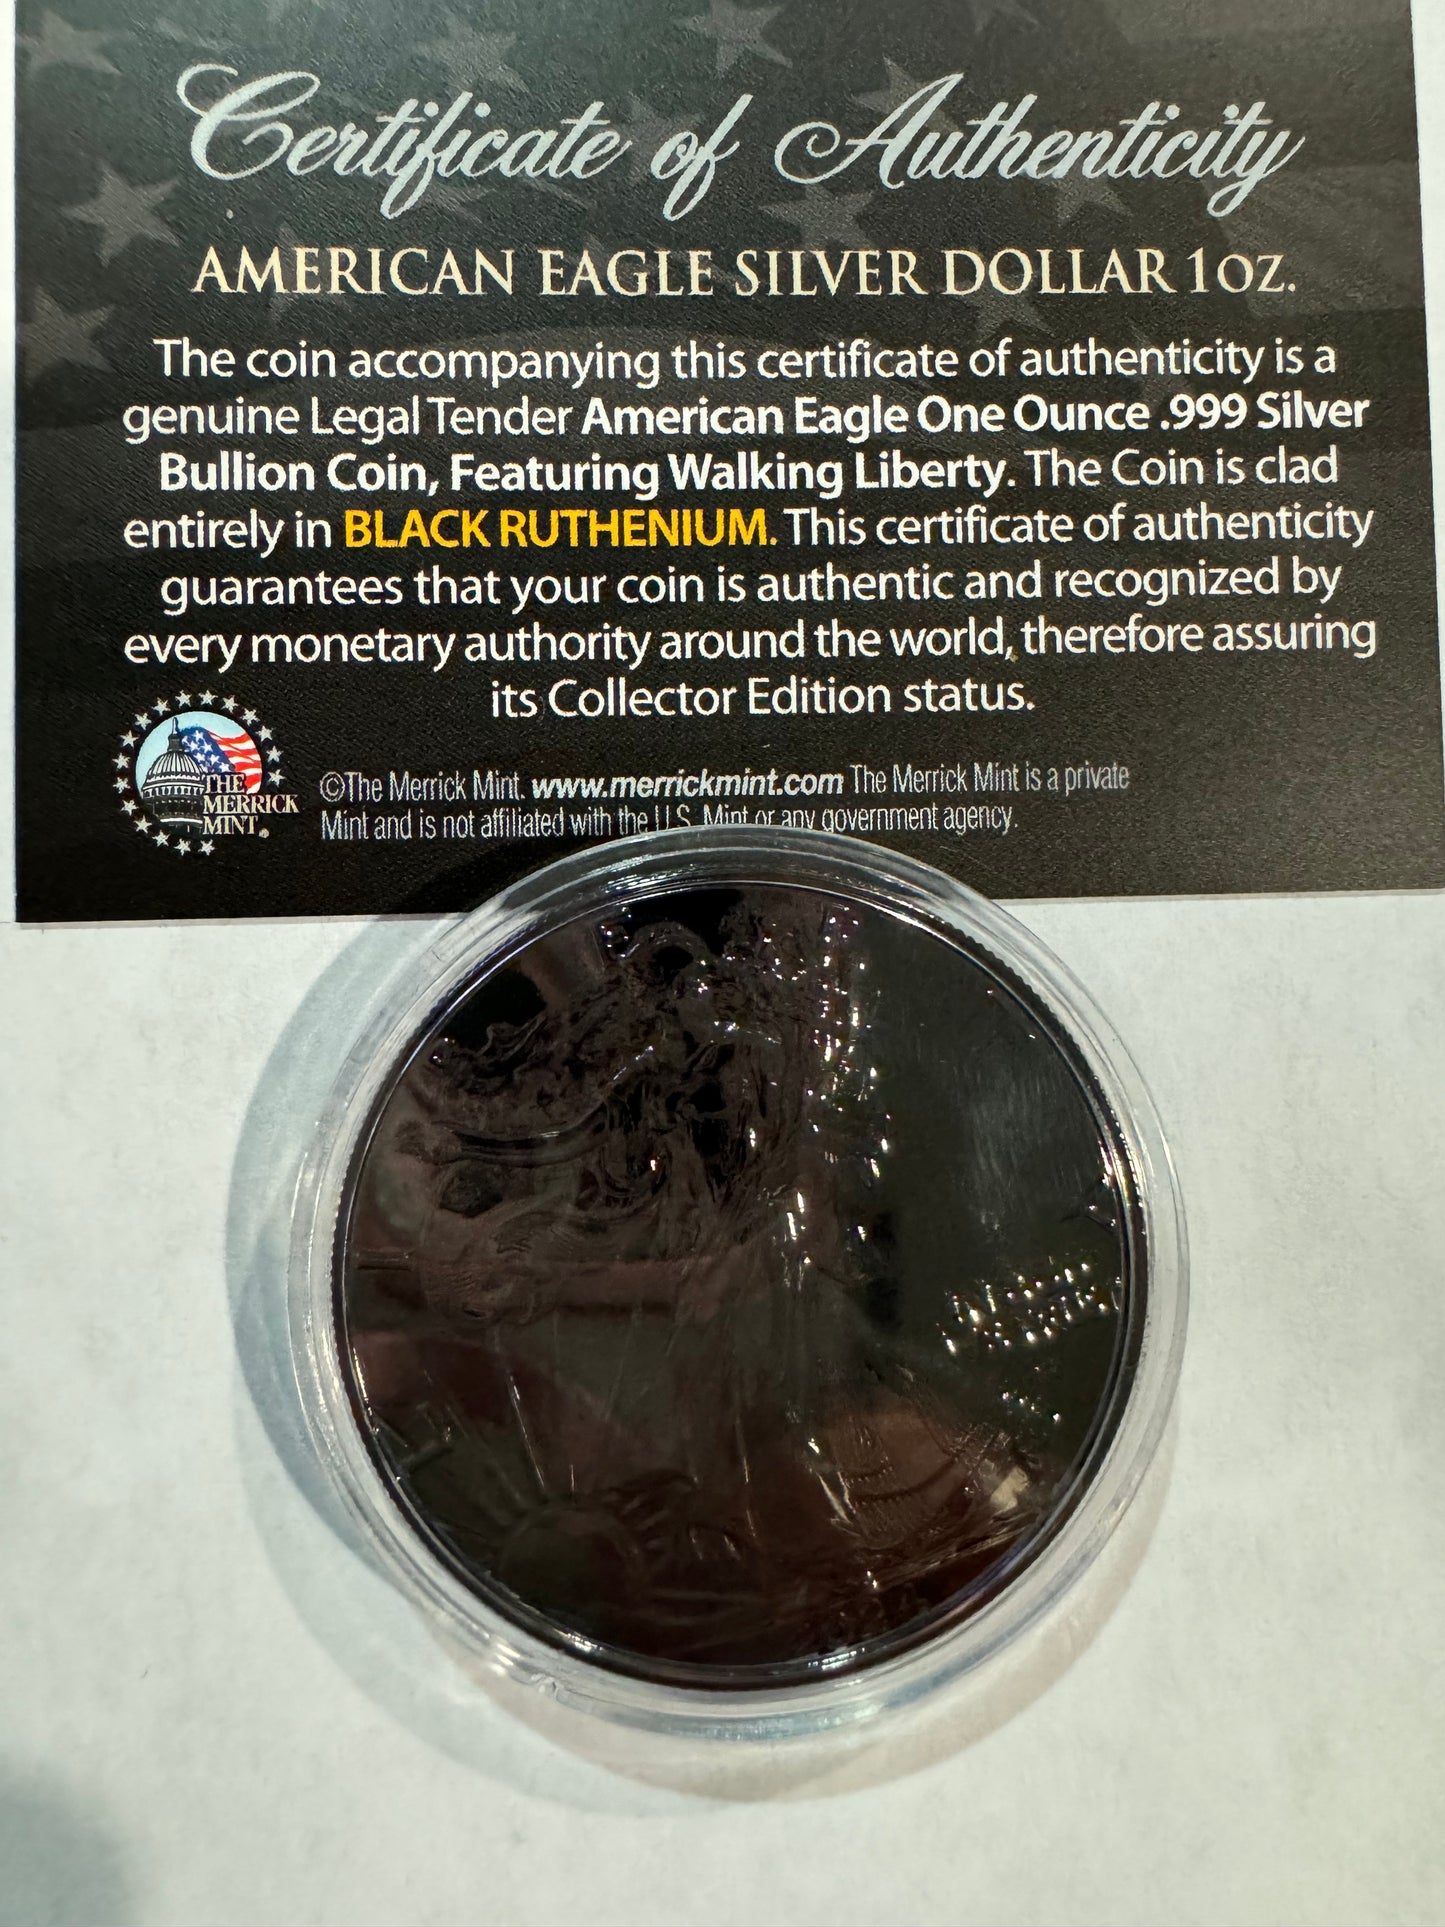 Certificate of Authenticity
AMERICAN EAGLE SILVER DOLLAR 1 OZ.
The coin accompanying this certificate of authenticity is a
genuine Legal Tender American Eagle One Ounce .999 Silver
Bullion Coin, Featuring Walking Liberty. The Coin is clad
entirely in BLACK RUTHENIUM. This certificate of authenticity
guarantees that your coin is authentic and recognized by
every monetary authority around the world, therefore assuring
its Collector Edition status.
THE
MERRICK
MINT®
©The Merrick Mint. www.merrickmint.com The Merrick Mint is a private
Mint and is not affiliated with the U.S. Mint or any government agency.